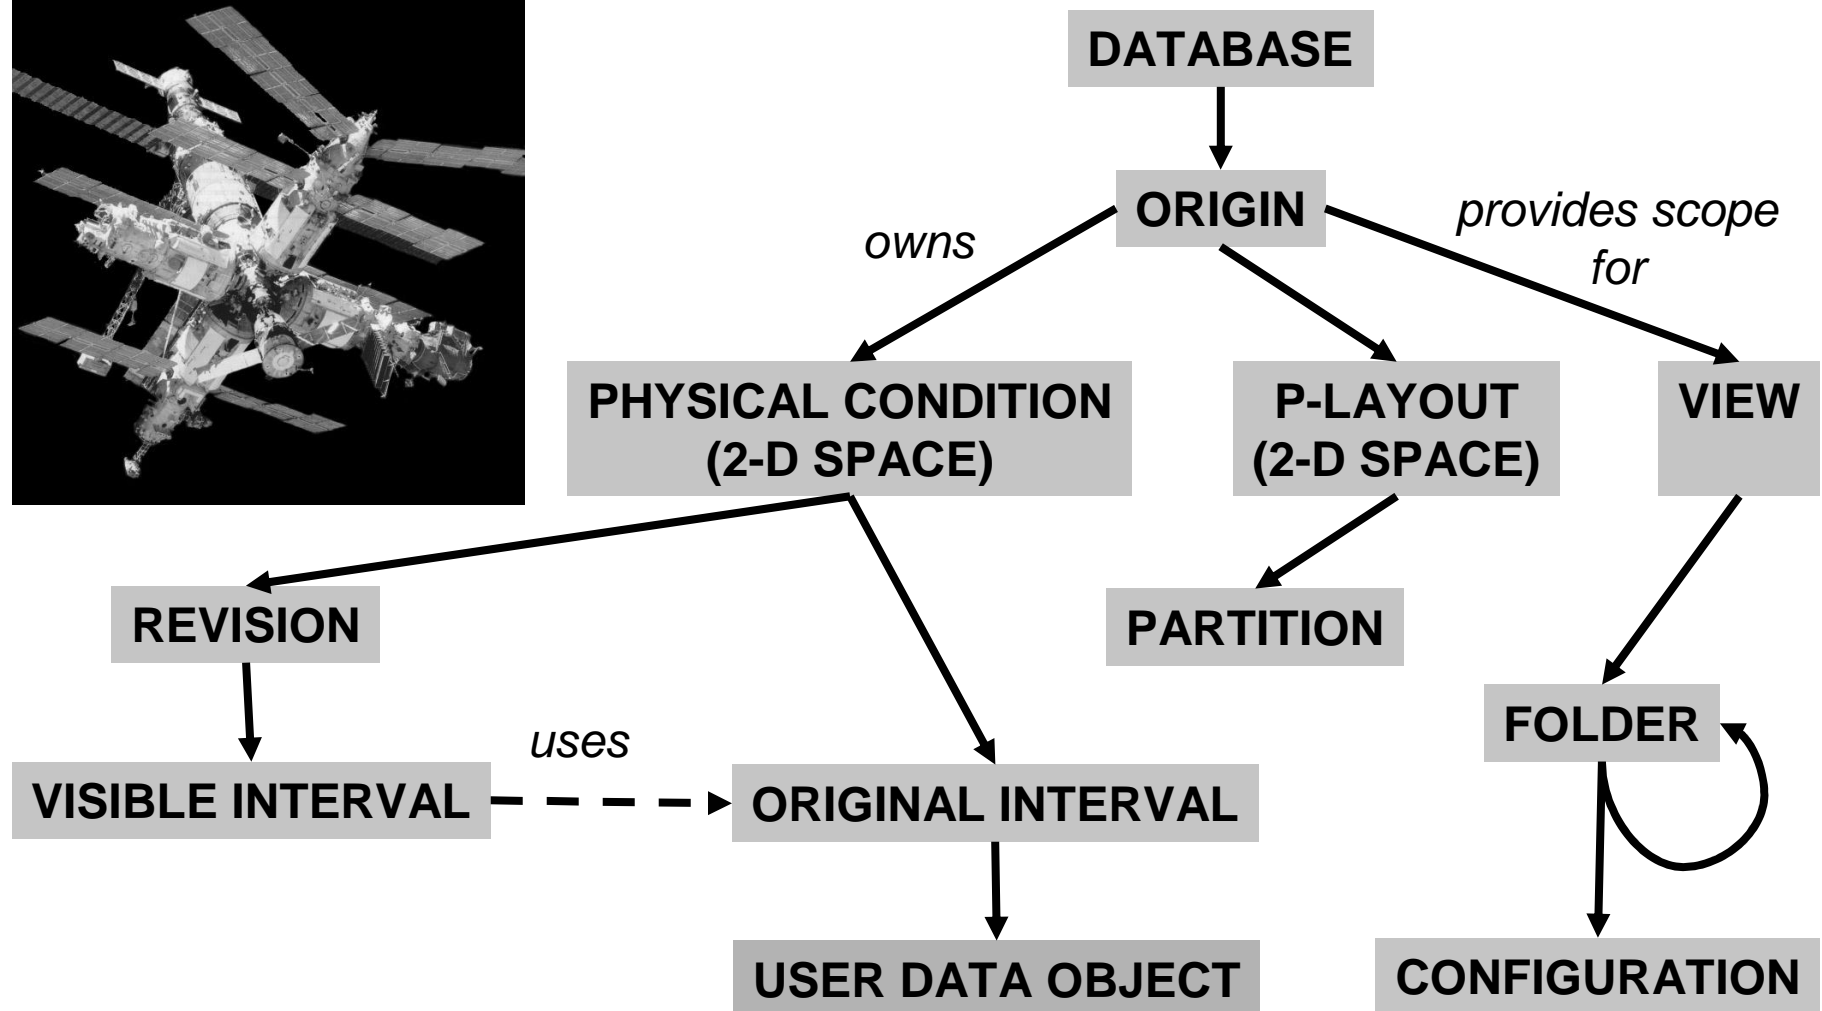 DATABASE
ORIGIN
owns
provides scope
for
PHYSICAL CONDITION
(2-D SPACE)
P-LAYOUT
(2-D SPACE)
VIEW
REVISION
PARTITION
FOLDER
uses
VISIBLE INTERVAL
ORIGINAL INTERVAL
USER DATA OBJECT
CONFIGURATION